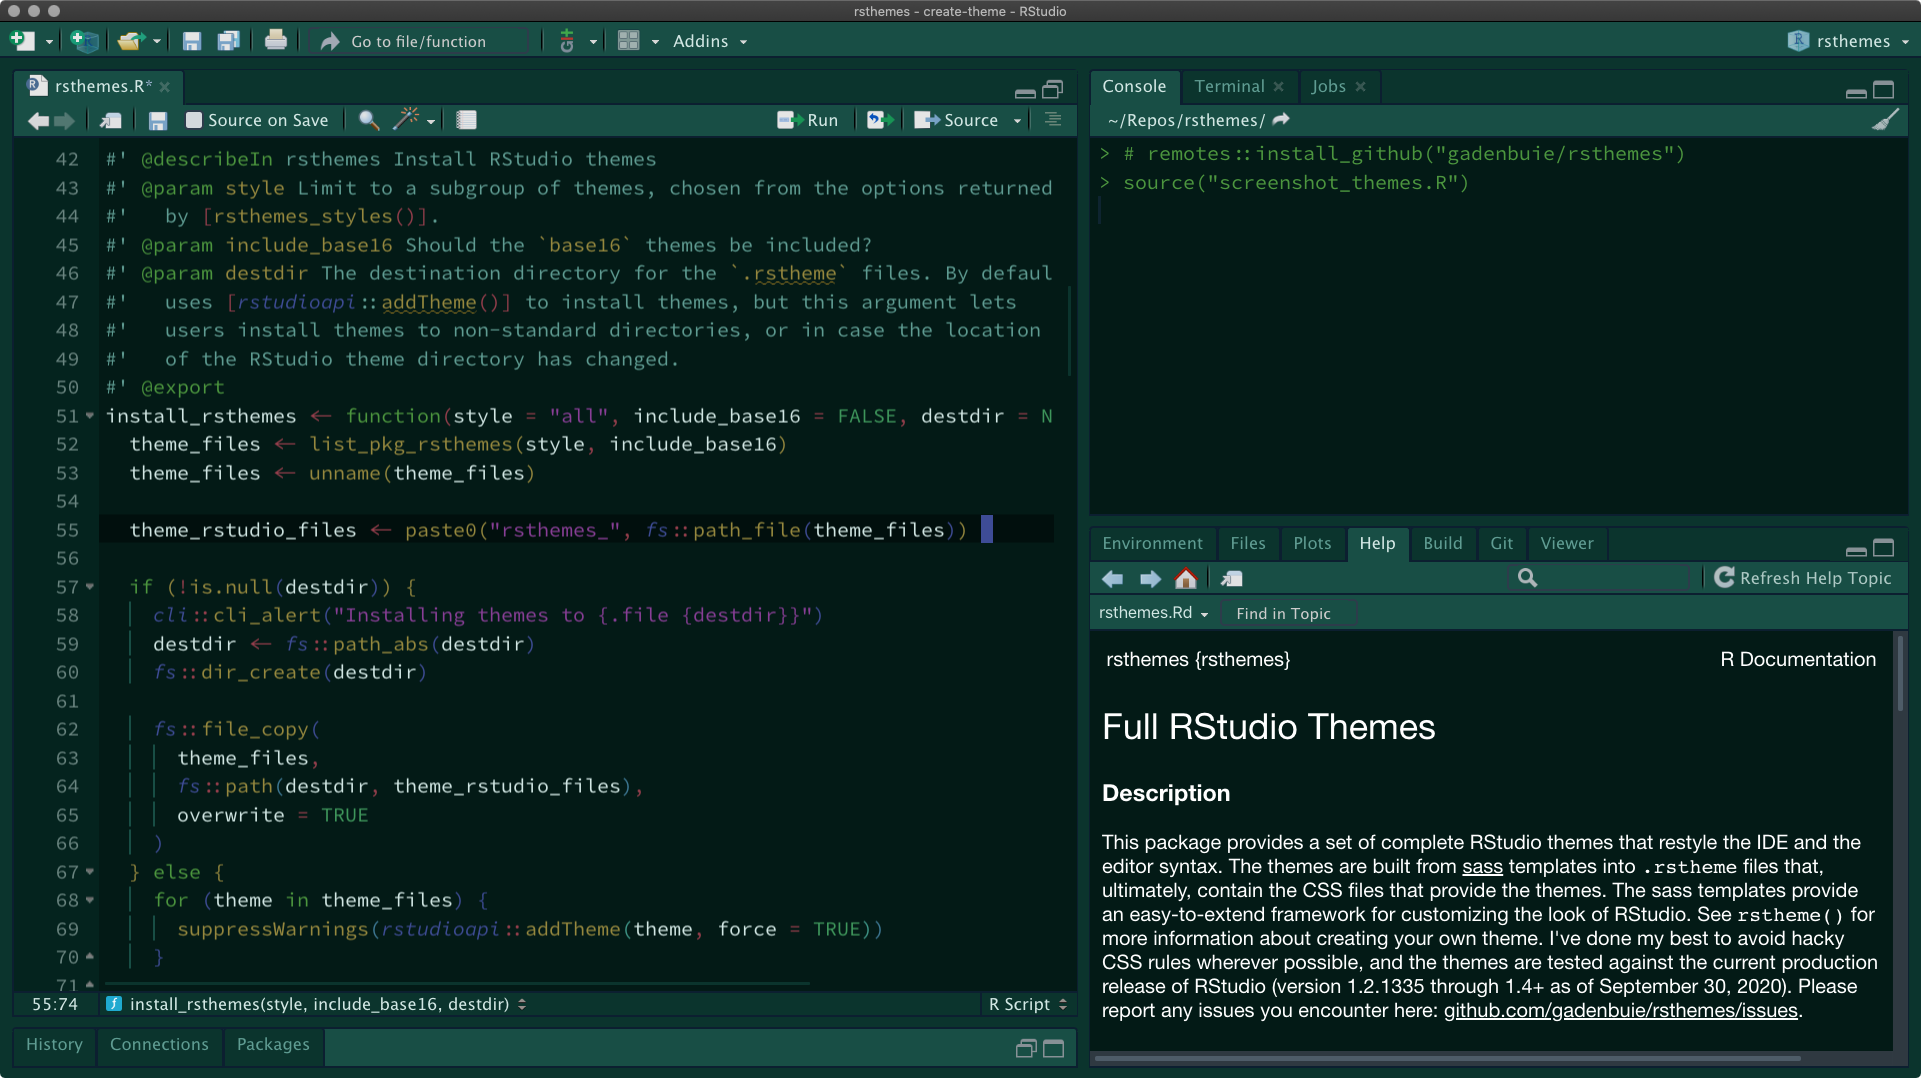 rsthemes - create-theme - RStudio
Go to file/function
Addins
rsthemes
rsthemes.R*
Source on Save
Run
Source
42 #' @describeIn rsthemes Install RStudio themes
43 #' @param style Limit to a subgroup of themes, chosen from the options returned
44 #'   by [rsthemes_styles()].
45 #' @param include_base16 Should the `base16` themes be included?
46 #' @param destdir The destination directory for the `.rstheme` files. By defaul
47 #'   uses [rstudioapi::addTheme()] to install themes, but this argument lets
48 #'   users install themes to non-standard directories, or in case the location
49 #'   of the RStudio theme directory has changed.
50 #' @export
51 install_rsthemes <- function(style = "all", include_base16 = FALSE, destdir = N
52   theme_files <- list_pkg_rsthemes(style, include_base16)
53   theme_files <- unname(theme_files)
54
55   theme_rstudio_files <- paste0("rsthemes_", fs::path_file(theme_files))
56
57   if (!is.null(destdir)) {
58     cli::cli_alert("Installing themes to {.file {destdir}}")
59     destdir <- fs::path_abs(destdir)
60     fs::dir_create(destdir)
61
62     fs::file_copy(
63       theme_files,
64       fs::path(destdir, theme_rstudio_files),
65       overwrite = TRUE
66     )
67   } else {
68     for (theme in theme_files) {
69       suppressWarnings(rstudioapi::addTheme(theme, force = TRUE))
70     }
71
55:74 install_rsthemes(style, include_base16, destdir) R Script
History Connections Packages
Console Terminal Jobs
~/Repos/rsthemes/
> # remotes::install_github("gadenbuie/rsthemes")
> source("screenshot_themes.R")
Environment Files Plots Help Build Git Viewer
Refresh Help Topic
rsthemes.Rd Find in Topic
rsthemes {rsthemes} R Documentation
Full RStudio Themes
Description
This package provides a set of complete RStudio themes that restyle the IDE and the
editor syntax. The themes are built from sass templates into .rstheme files that,
ultimately, contain the CSS files that provide the themes. The sass templates provide
an easy-to-extend framework for customizing the look of RStudio. See rstheme() for
more information about creating your own theme. I've done my best to avoid hacky
CSS rules wherever possible, and the themes are tested against the current production
release of RStudio (version 1.2.1335 through 1.4+ as of September 30, 2020). Please
report any issues you encounter here: github.com/gadenbuie/rsthemes/issues.